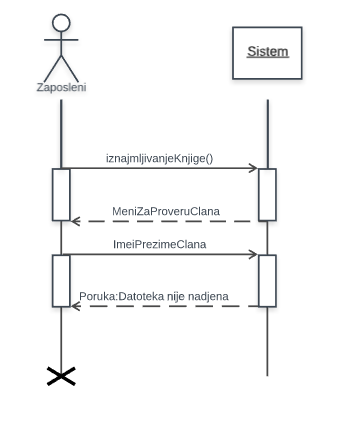 Sistem
Zaposleni
iznajmljivanjeKnjige()
MeniZaProveruClana
ImeiPrezimeClana
Poruka:Datoteka nije nadjena